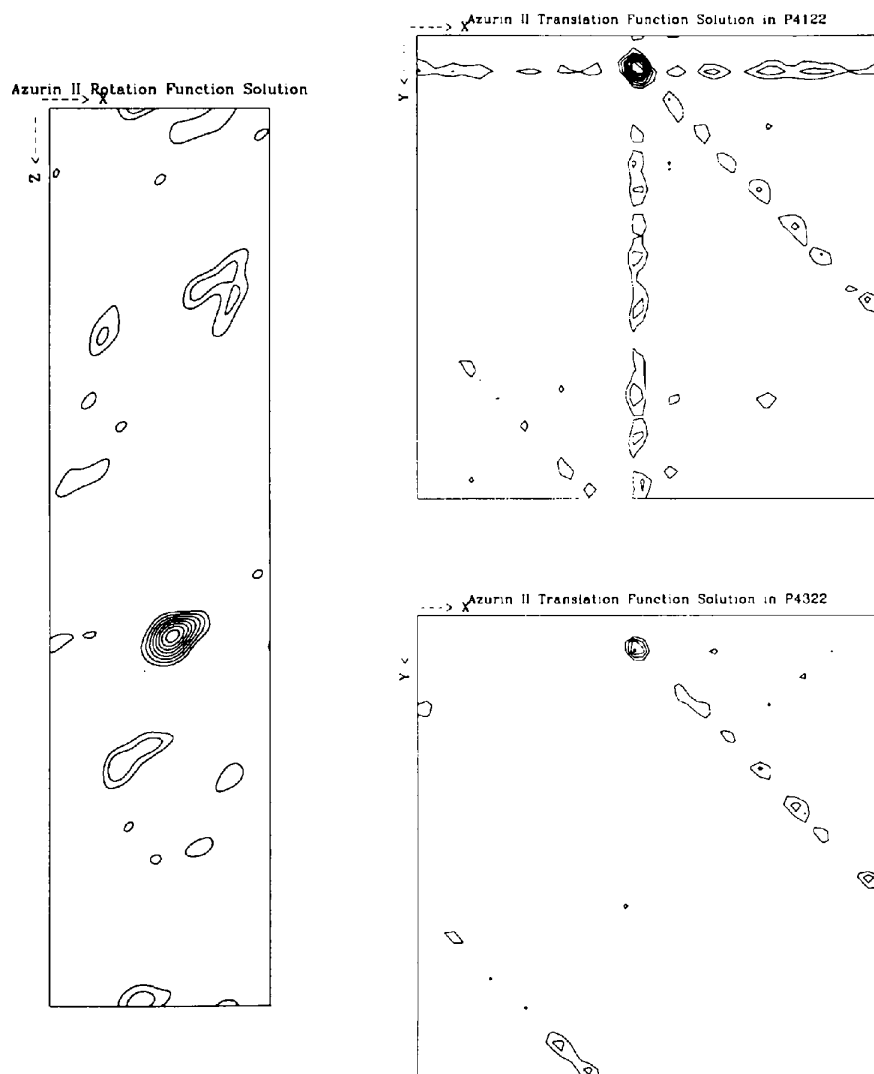 Azurin II Translation Function Solution in P4122
X
Y
Azurin II Rotation Function Solution
X
Z
Azurin II Translation Function Solution in P4322
X
Y